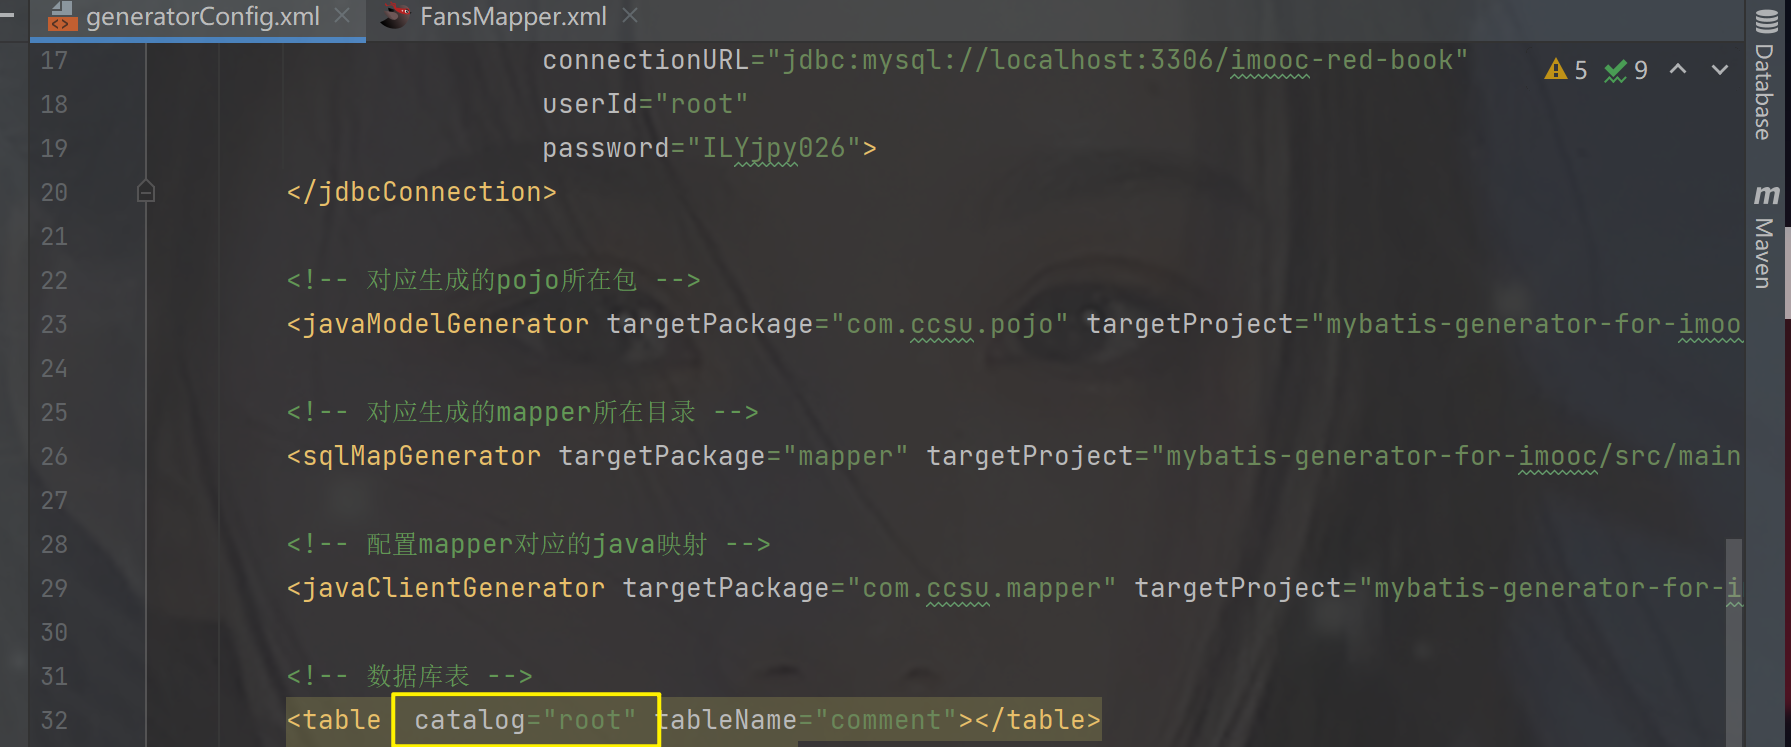 generatorConfig.xml
FansMapper.xml
17 connectionURL="jdbc:mysql://localhost:3306/imooc-red-book"
5 9
18 userId="root"
19 password="ILYjpy026">
20 </jdbcConnection>
21
22 <!-- 对应生成的pojo所在包 -->
23 <javaModelGenerator targetPackage="com.ccsu.pojo" targetProject="mybatis-generator-for-imoo
24
25 <!-- 对应生成的mapper所在目录 -->
26 <sqlMapGenerator targetPackage="mapper" targetProject="mybatis-generator-for-imooc/src/main
27
28 <!-- 配置mapper对应的java映射 -->
29 <javaClientGenerator targetPackage="com.ccsu.mapper" targetProject="mybatis-generator-for-i
30
31 <!-- 数据库表 -->
32 <table catalog="root" tableName="comment"></table>
Database
m Maven